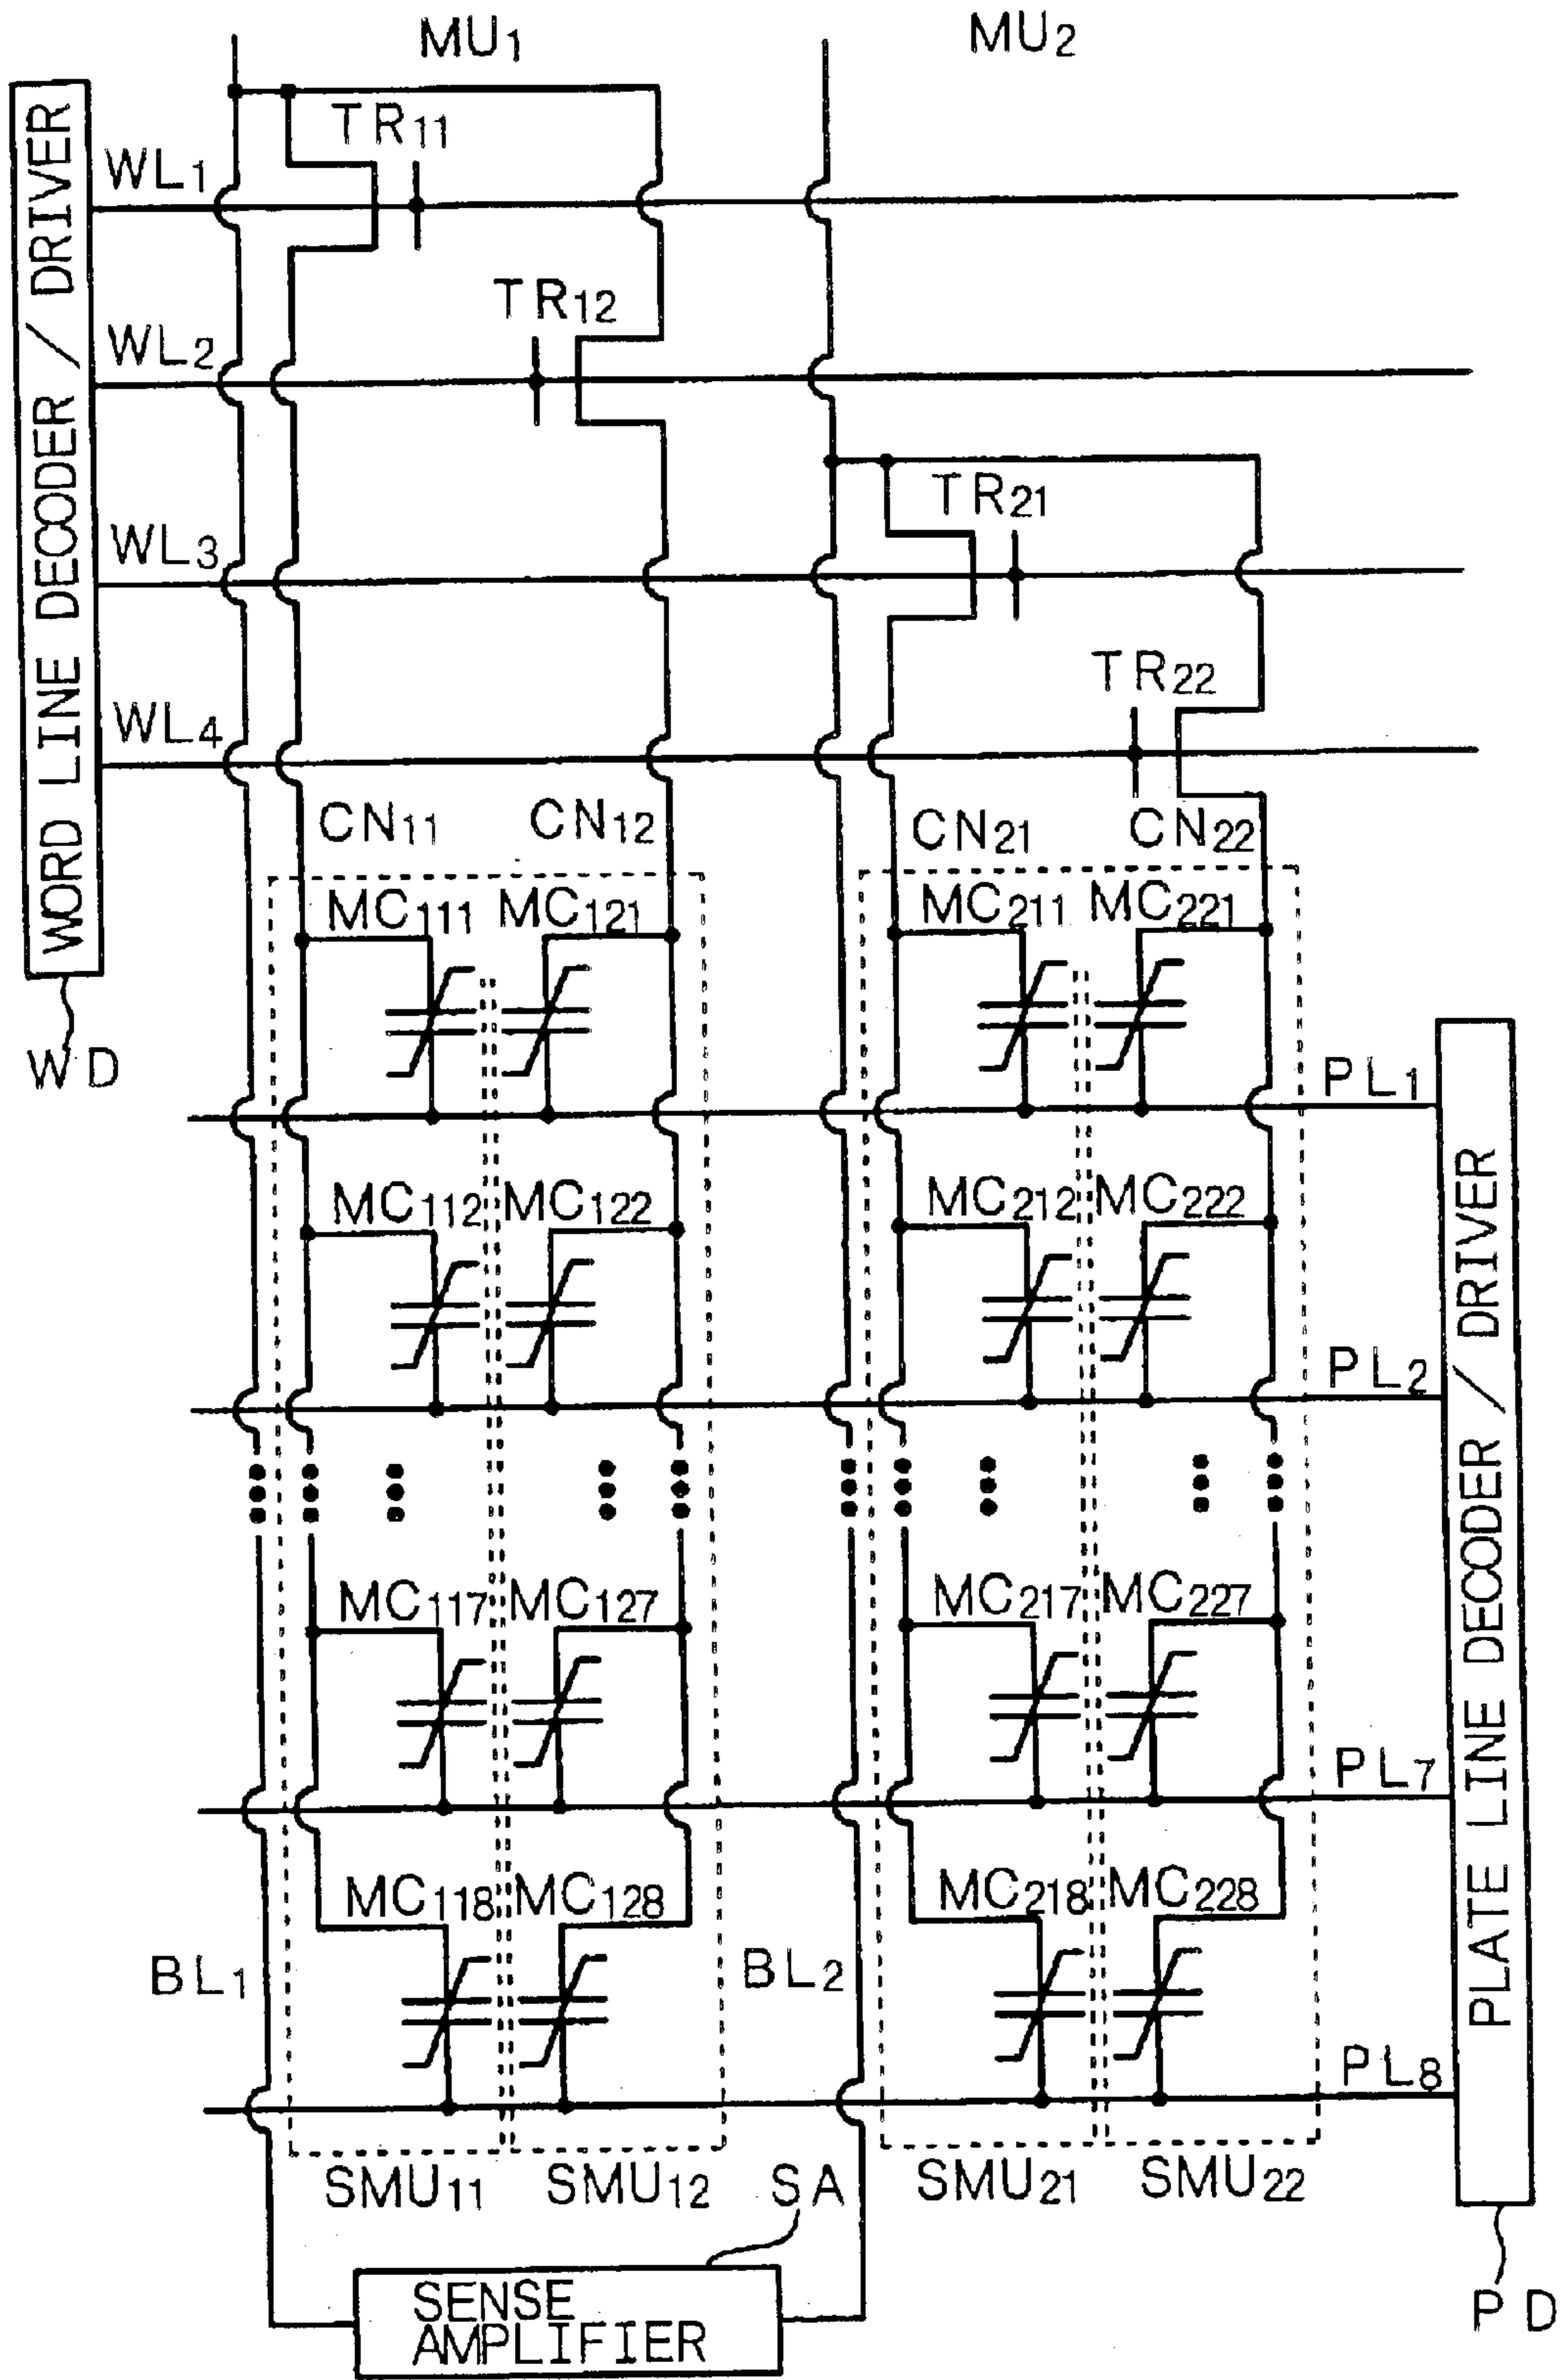 MU1 MU2
TR11
WL1
TR12
WL2
TR21
WL3
TR22
WL4
WORD LINE DECODER / DRIVER
CN11 CN12 CN21 CN22
MC111 MC121 MC211 MC221
WD
PL1
MC112 MC122 MC212 MC222
PL2
PLATE LINE DECODER / DRIVER
MC117 MC127 MC217 MC227
PL7
MC118 MC128 MC218 MC228
BL1 BL2
PL8
SMU11 SMU12 SA SMU21 SMU22
SENSE
AMPLIFIER
PD